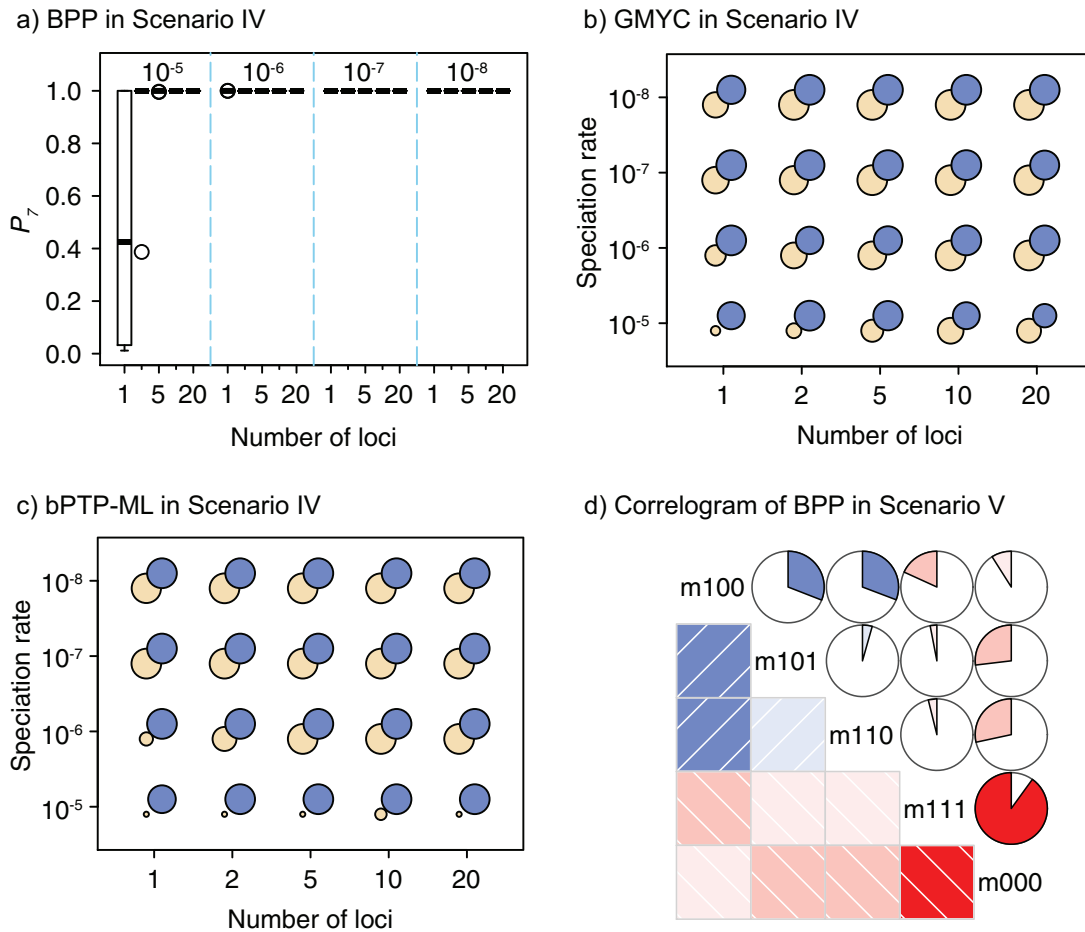 a) BPP in Scenario IV
10⁻⁵ 10⁻⁶ 10⁻⁷ 10⁻⁸
1.0
0.8
0.6
0.4
0.2
0.0
P₇
1 5 20 1 5 20 1 5 20 1 5 20
Number of loci
b) GMYC in Scenario IV
10⁻⁸
10⁻⁷
10⁻⁶
10⁻⁵
Speciation rate
1 2 5 10 20
Number of loci
c) bPTP-ML in Scenario IV
10⁻⁸
10⁻⁷
10⁻⁶
10⁻⁵
Speciation rate
1 2 5 10 20
Number of loci
d) Correlogram of BPP in Scenario V
m100
m101
m110
m111
m000